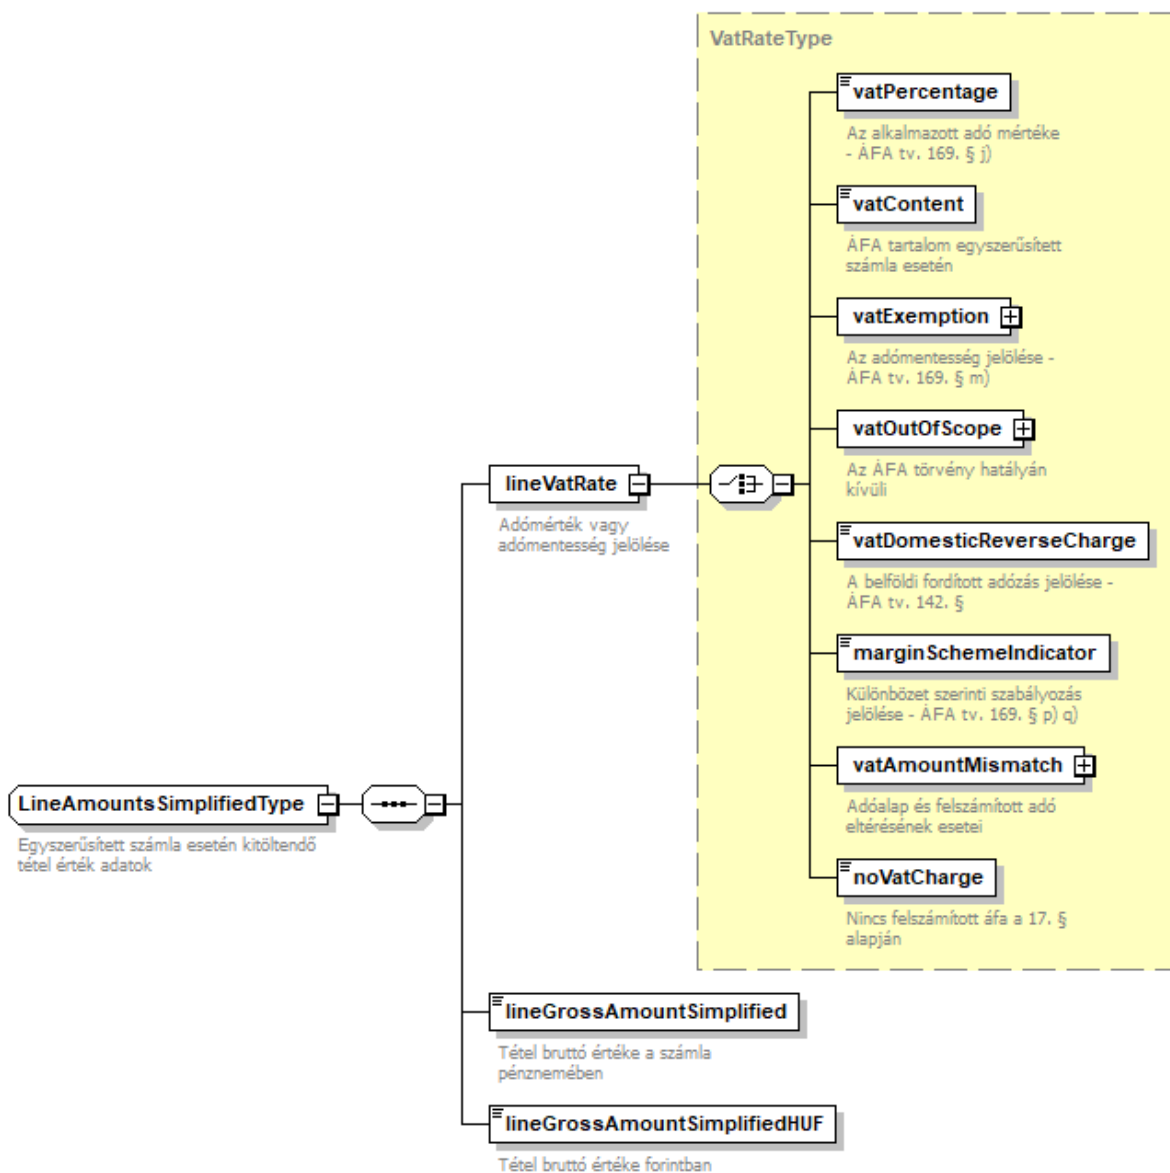 VatRateType
vatPercentage
Az alkalmazott adó mértéke
- ÁFA tv. 169. § j)
vatContent
ÁFA tartalom egyszerűsített
számla esetén
vatExemption
Az adómentesség jelölése -
ÁFA tv. 169. § m)
vatOutOfScope
Az ÁFA törvény hatályán
kívüli
lineVatRate
Adómérték vagy
adómentesség jelölése
vatDomesticReverseCharge
A belföldi fordított adózás jelölése -
ÁFA tv. 142. §
marginSchemeIndicator
Különbözet szerinti szabályozás
jelölése - ÁFA tv. 169. § p) q)
vatAmountMismatch
Adóalap és felszámított adó
eltérésének esetei
LineAmountsSimplifiedType
Egyszerűsített számla esetén kitöltendő
tétel érték adatok
noVatCharge
Nincs felszámított áfa a 17. §
alapján
lineGrossAmountSimplified
Tétel bruttó értéke a számla
pénznemében
lineGrossAmountSimplifiedHUF
Tétel bruttó értéke forintban